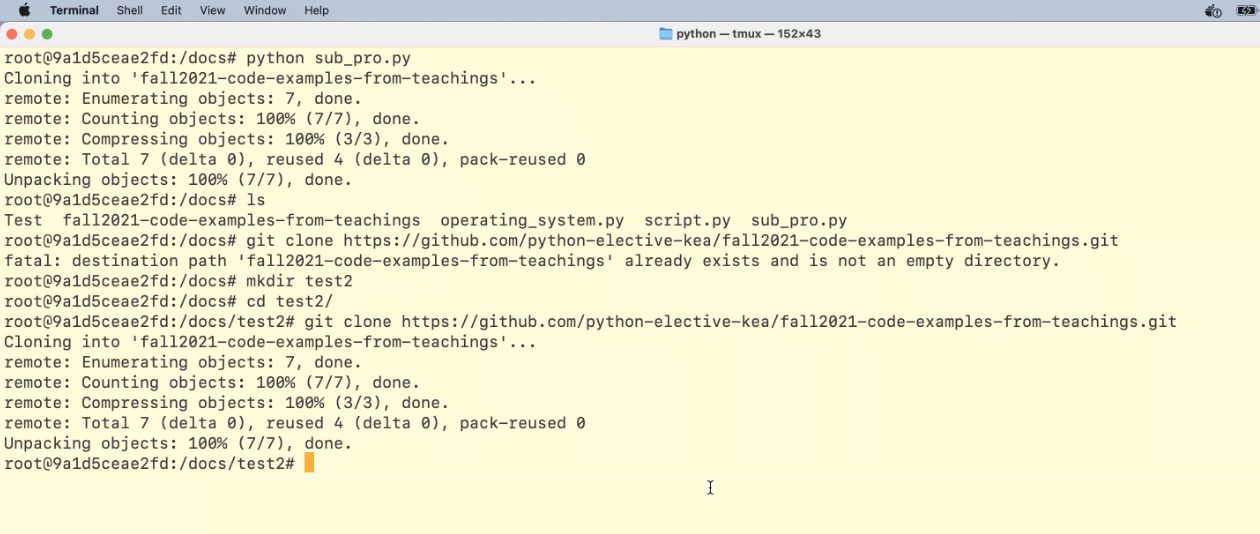 Terminal Shell Edit View Window Help
python — tmux — 152×43
root@9a1d5ceae2fd:/docs# python sub_pro.py
Cloning into 'fall2021-code-examples-from-teachings'...
remote: Enumerating objects: 7, done.
remote: Counting objects: 100% (7/7), done.
remote: Compressing objects: 100% (3/3), done.
remote: Total 7 (delta 0), reused 4 (delta 0), pack-reused 0
Unpacking objects: 100% (7/7), done.
root@9a1d5ceae2fd:/docs# ls
Test  fall2021-code-examples-from-teachings  operating_system.py  script.py  sub_pro.py
root@9a1d5ceae2fd:/docs# git clone https://github.com/python-elective-kea/fall2021-code-examples-from-teachings.git
fatal: destination path 'fall2021-code-examples-from-teachings' already exists and is not an empty directory.
root@9a1d5ceae2fd:/docs# mkdir test2
root@9a1d5ceae2fd:/docs# cd test2/
root@9a1d5ceae2fd:/docs/test2# git clone https://github.com/python-elective-kea/fall2021-code-examples-from-teachings.git
Cloning into 'fall2021-code-examples-from-teachings'...
remote: Enumerating objects: 7, done.
remote: Counting objects: 100% (7/7), done.
remote: Compressing objects: 100% (3/3), done.
remote: Total 7 (delta 0), reused 4 (delta 0), pack-reused 0
Unpacking objects: 100% (7/7), done.
root@9a1d5ceae2fd:/docs/test2#